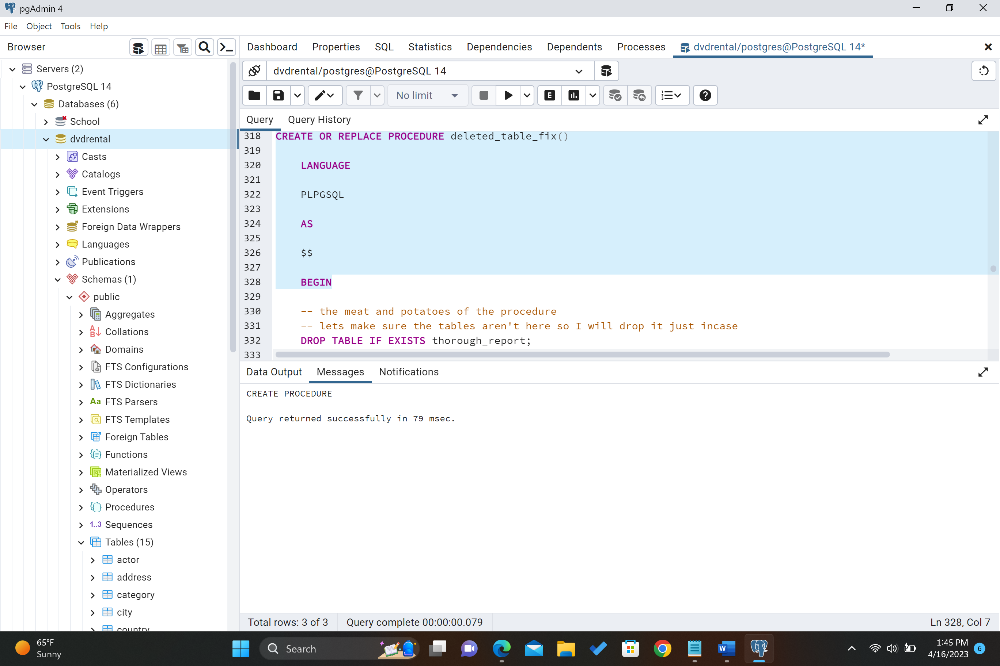 pgAdmin 4
File Object Tools Help
Browser
Dashboard Properties SQL Statistics Dependencies Dependents Processes dvdrental/postgres@PostgreSQL 14*
Servers (2)
PostgreSQL 14
Databases (6)
School
dvdrental
Casts
Catalogs
Event Triggers
Extensions
Foreign Data Wrappers
Languages
Publications
Schemas (1)
public
Aggregates
Collations
Domains
FTS Configurations
FTS Dictionaries
Aa FTS Parsers
FTS Templates
Foreign Tables
Functions
Materialized Views
Operators
Procedures
1..3 Sequences
Tables (15)
actor
address
category
city
country
dvdrental/postgres@PostgreSQL 14
No limit E
Query Query History
318 CREATE OR REPLACE PROCEDURE deleted_table_fix()
319
320 LANGUAGE
321
322 PLPGSQL
323
324 AS
325
326 $$
327
328 BEGIN
329
330 -- the meat and potatoes of the procedure
331 -- lets make sure the tables aren't here so I will drop it just incase
332 DROP TABLE IF EXISTS thorough_report;
333
Data Output Messages Notifications
CREATE PROCEDURE
Query returned successfully in 79 msec.
Total rows: 3 of 3 Query complete 00:00:00.079 Ln 328, Col 7
65°F
Sunny
Search
1:45 PM
4/16/2023
6